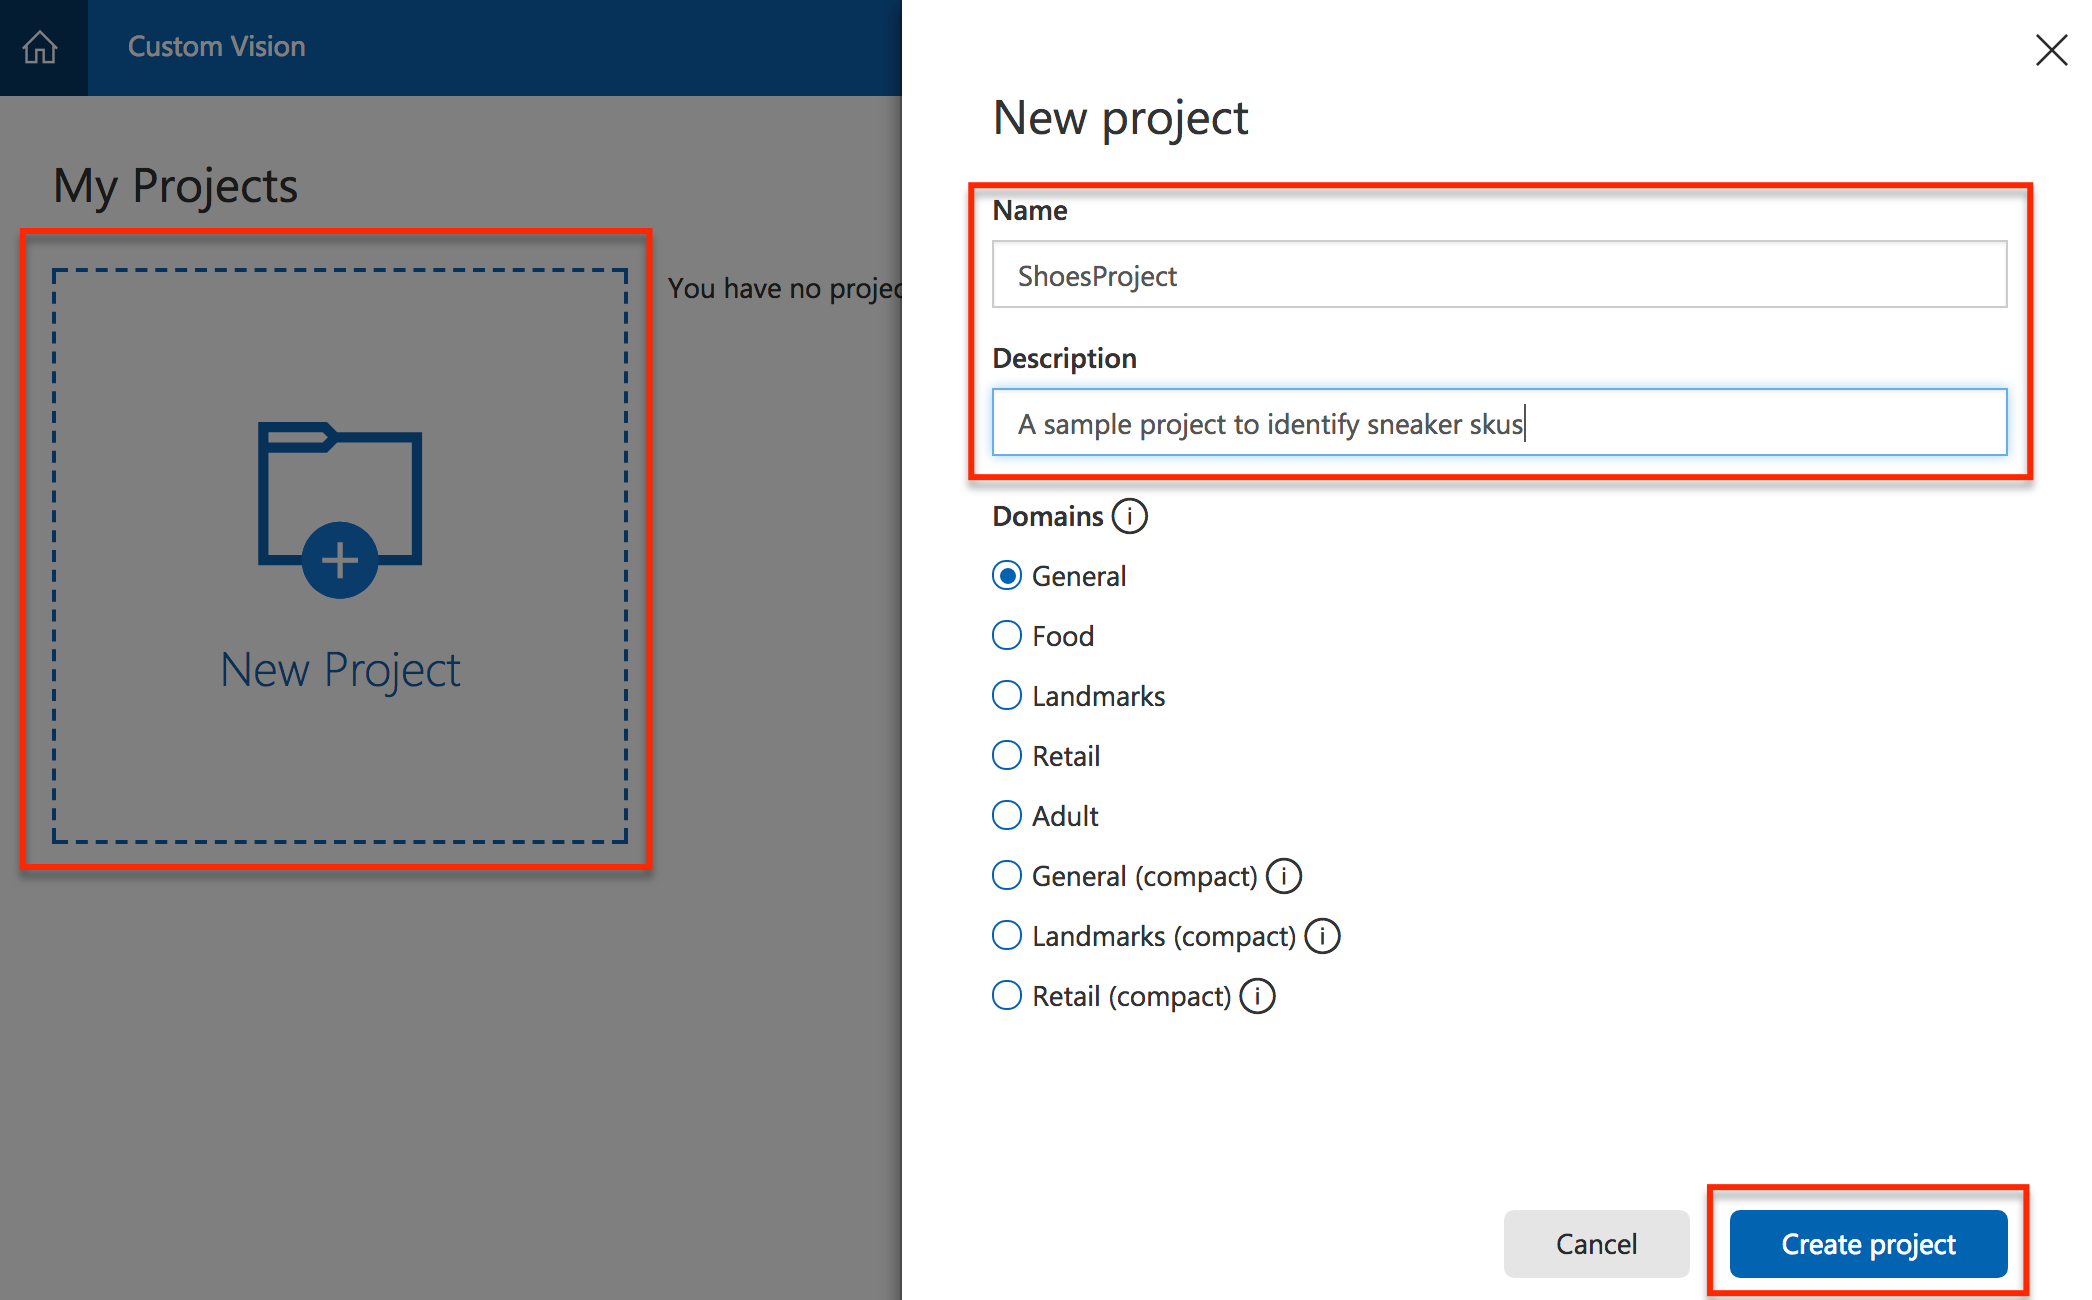 Custom Vision
My Projects
You have no projec
New Project
New project
Name
ShoesProject
Description
A sample project to identify sneaker skus
Domains
General
Food
Landmarks
Retail
Adult
General (compact)
Landmarks (compact)
Retail (compact)
Cancel
Create project